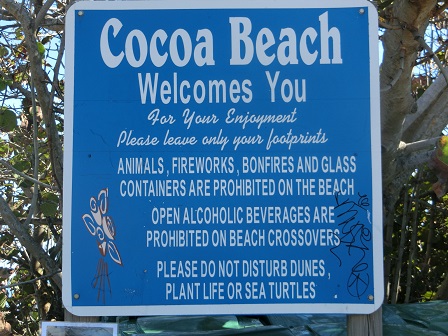 Cocoa Beach
Welcomes You
For Your Enjoyment
Please leave only your footprints
ANIMALS, FIREWORKS, BONFIRES AND GLASS
CONTAINERS ARE PROHIBITED ON THE BEACH
OPEN ALCOHOLIC BEVERAGES ARE
PROHIBITED ON BEACH CROSSOVERS
PLEASE DO NOT DISTURB DUNES,
PLANT LIFE OR SEA TURTLES